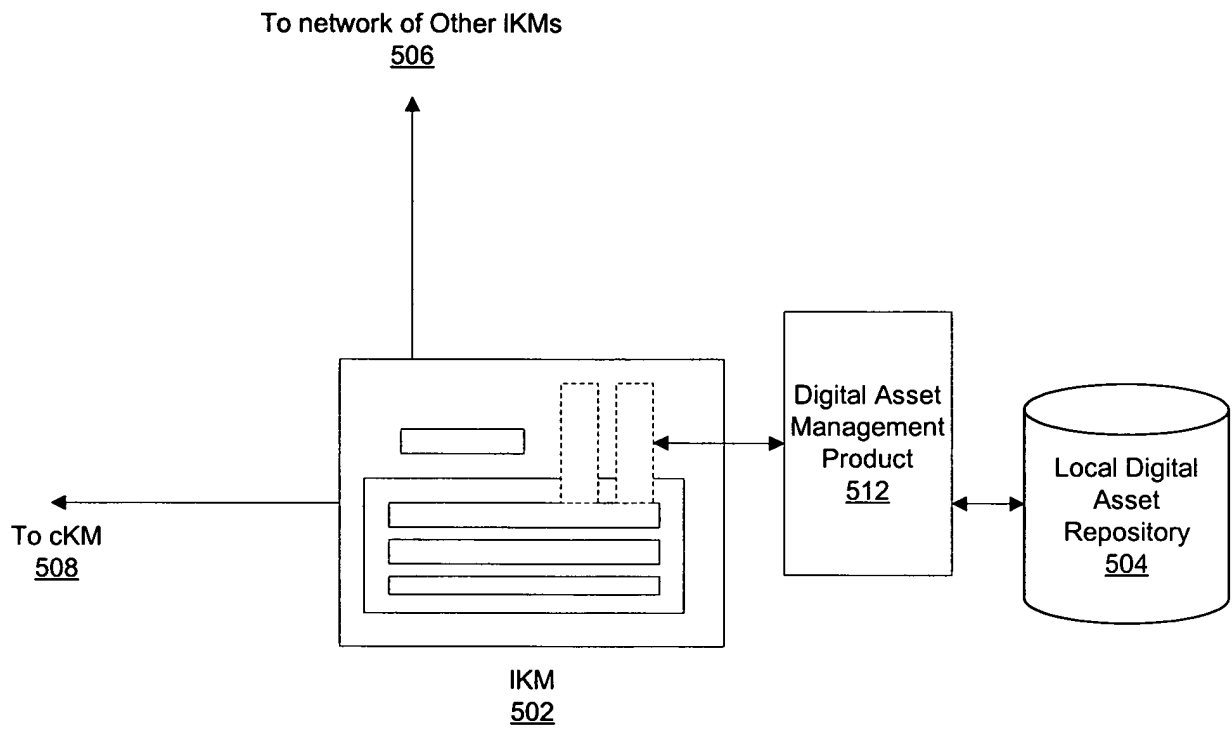 To network of Other IKMs
506
Digital Asset
Management
Product
512
Local Digital
Asset
Repository
504
To cKM
508
IKM
502